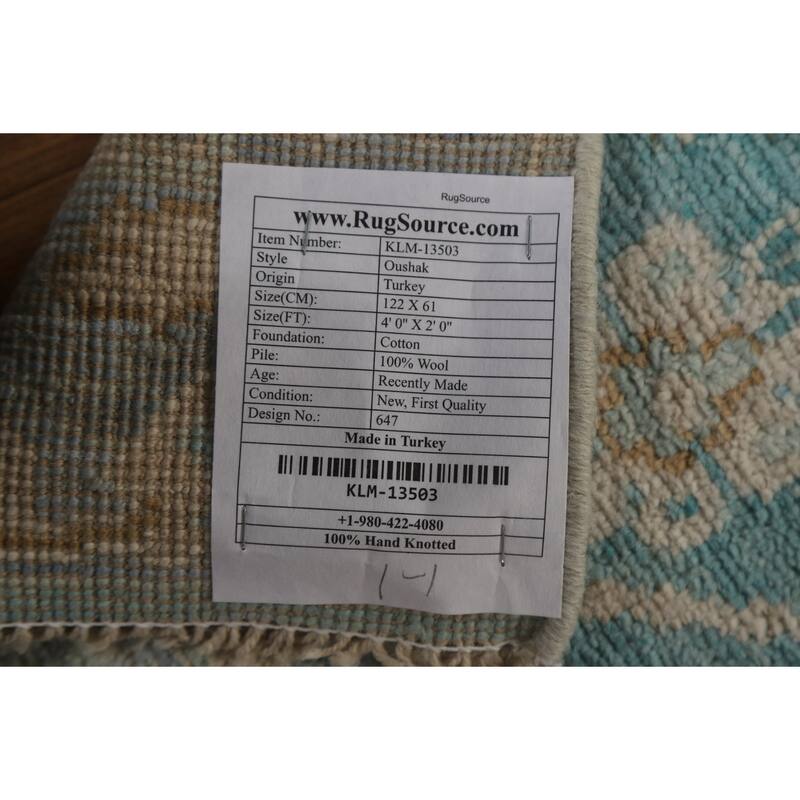 RugSource
www.RugSource.com
Item Number: KLM-13503
Style Oushak
Origin Turkey
Size(CM): 122 X 61
Size(FT): 4' 0" X 2' 0"
Foundation: Cotton
Pile: 100% Wool
Age: Recently Made
Condition: New, First Quality
Design No.: 647
Made in Turkey
KLM-13503
+1-980-422-4080
100% Hand Knotted